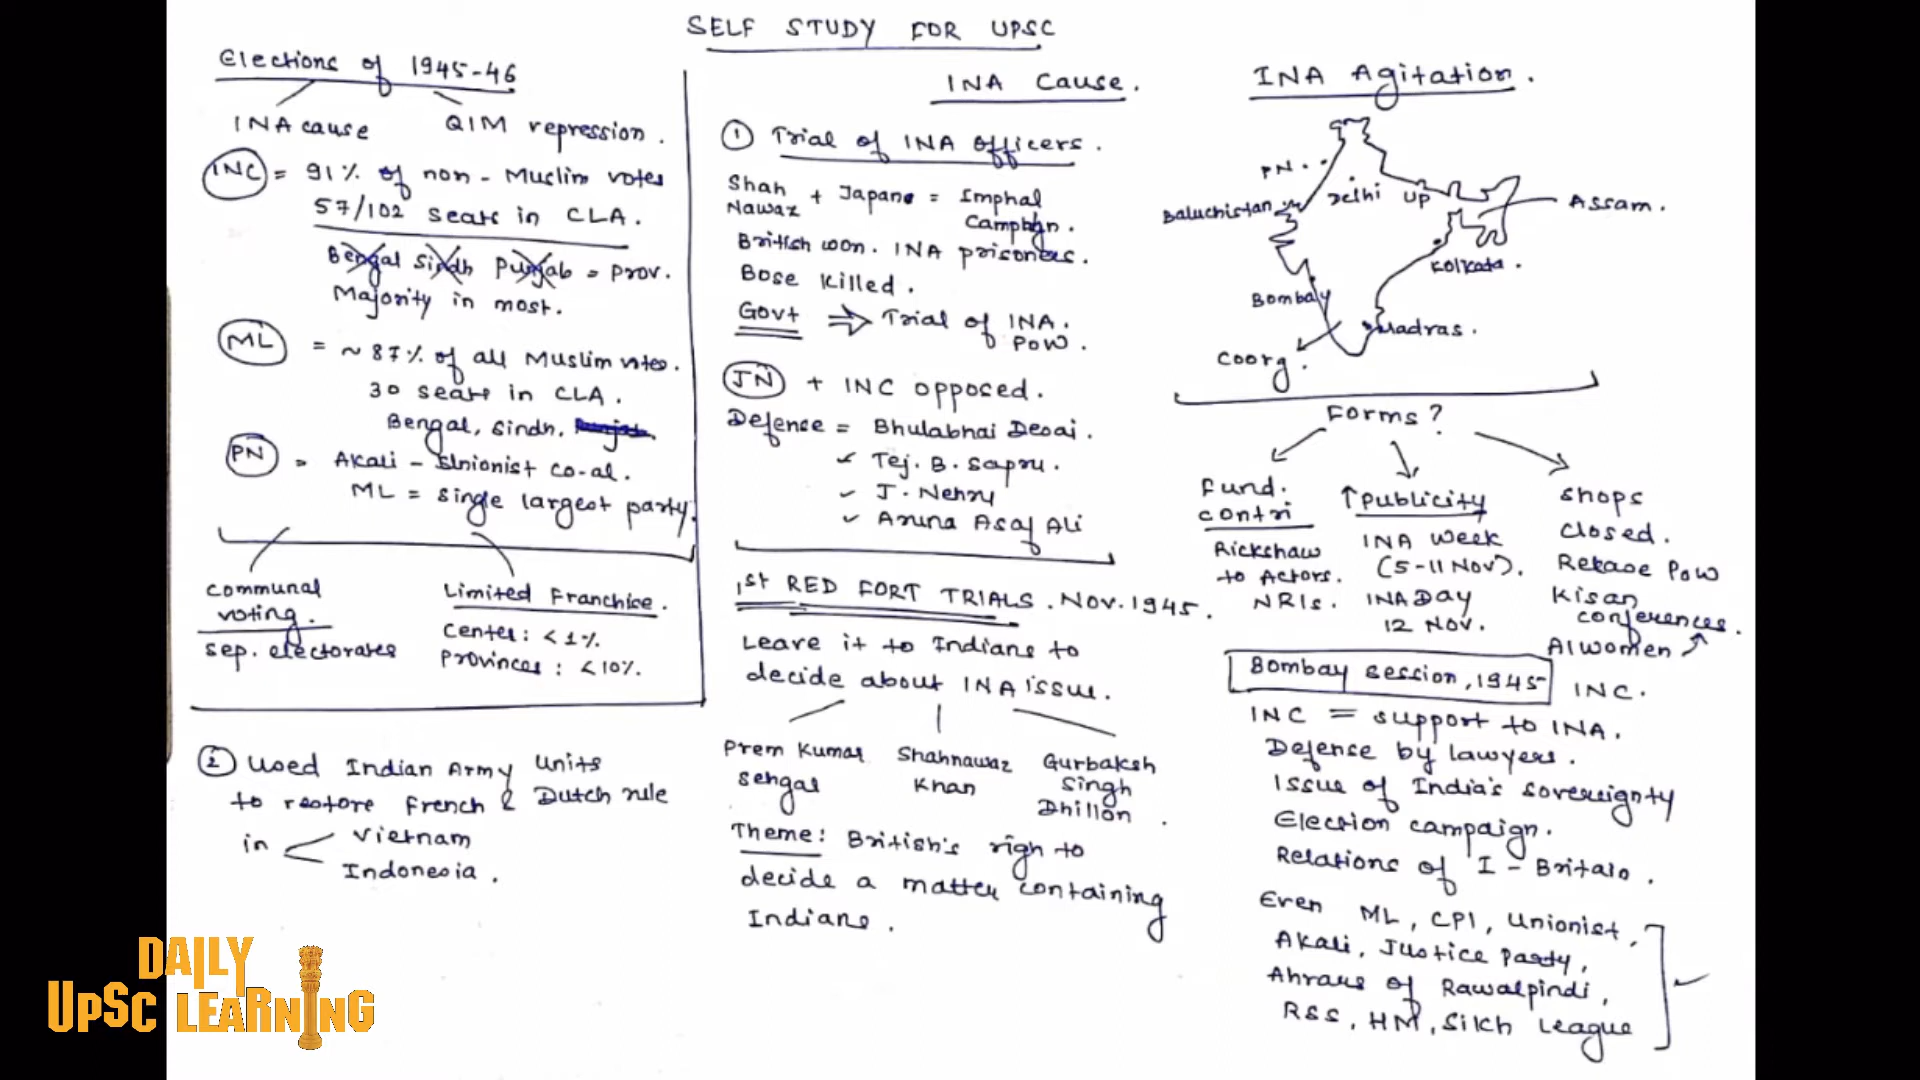 SELF STUDY FOR UPSC
Elections of 1945-46
INA cause QIM repression.
INC = 91% of non-Muslim votes
57/102 seats in CLA.
Bengal Sindh Punjab = Prov.
Majority in most.
ML = ~87% of all Muslim votes.
30 seats in CLA.
Bengal, Sindh,
PN = Akali - Unionist co-al.
ML = single largest party.
communal voting.
sep. electorates
Limited Franchise.
Center: <1%.
Provinces: <10%.
② Used Indian Army units
to restore French & Dutch rule
in Vietnam
Indonesia.
INA Cause.
① Trial of INA officers.
Shah Nawaz + Japan = Imphal Campaign.
British won. INA prisoners.
Bose killed.
Govt ⇒ Trial of INA. POW.
JN + INC opposed.
Defense = Bhulabhai Desai.
✓ Tej. B. Sapru.
✓ J. Nehru
✓ Aruna Asaf Ali
1st RED FORT TRIALS. Nov. 1945.
Leave it to Indians to
decide about INA issue.
Prem Kumar Sehgal
Shahnawaz Khan
Gurbaksh Singh Dhillon.
Theme: British's righ to
decide a matter containing
Indians.
INA Agitation.
PN.
Delhi
UP
Assam.
Baluchistan
Kolkata.
Bombay
Madras.
Coorg.
Forms?
Fund. contri
Rickshaw
to Actors.
NRIs.
↑Publicity
INA Week
(5-11 Nov).
INA Day
12 Nov.
Shops
closed.
Release POW
Kisan
conferences.
AI women
Bombay Session, 1945 INC.
INC = support to INA.
Defense by lawyers.
Issue of India's sovereignty
Election campaign.
Relations of I - Britain.
Even ML, CPI, Unionist,
Akali, Justice Party,
Ahrars of Rawalpindi,
RSS, HM, Sikh League
DAILY
UPSC LEARNING